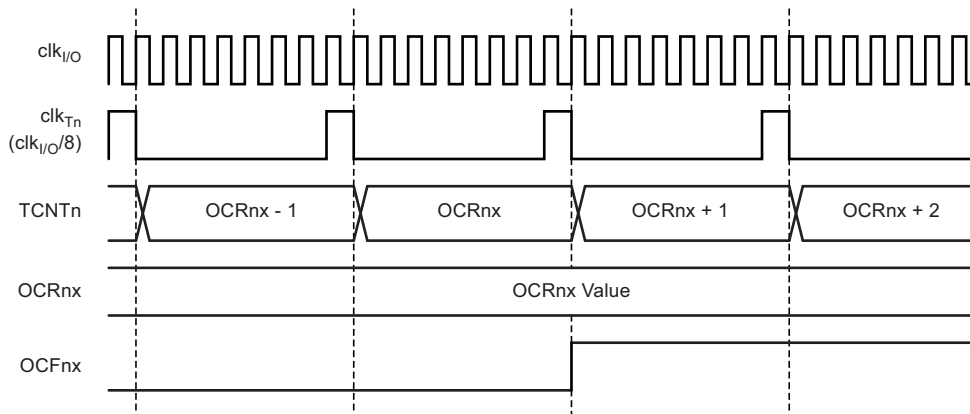 clkI/O
clkTn
(clkI/O/8)
TCNTn OCRnx - 1 OCRnx OCRnx + 1 OCRnx + 2
OCRnx OCRnx Value
OCFnx